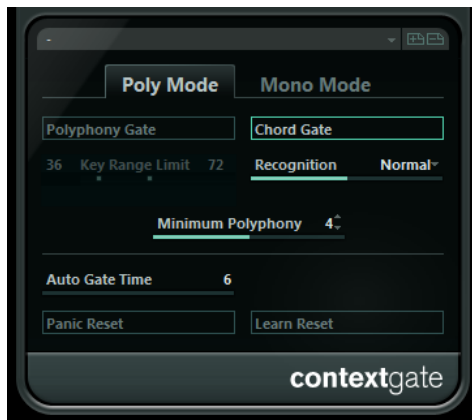 -
Poly Mode Mono Mode
Polyphony Gate Chord Gate
36 Key Range Limit 72 Recognition Normal
Minimum Polyphony 4
Auto Gate Time 6
Panic Reset Learn Reset
contextgate